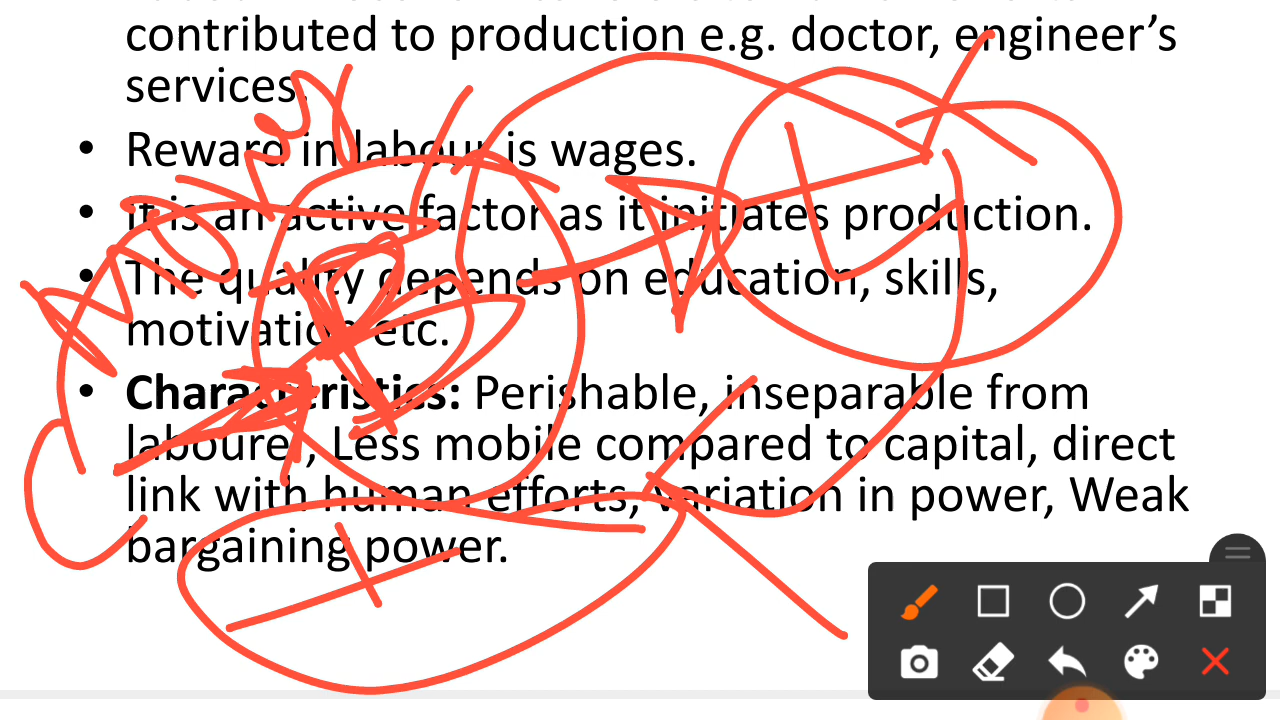 contributed to production e.g. doctor, engineer's
services.
• Reward in labour is wages.
• It is an active factor as it initiates production.
• The quality depends on education, skills,
motivation etc.
• Characteristics: Perishable, inseparable from
labourer, Less mobile compared to capital, direct
link with human efforts, variation in power, Weak
bargaining power.
Money
B
L